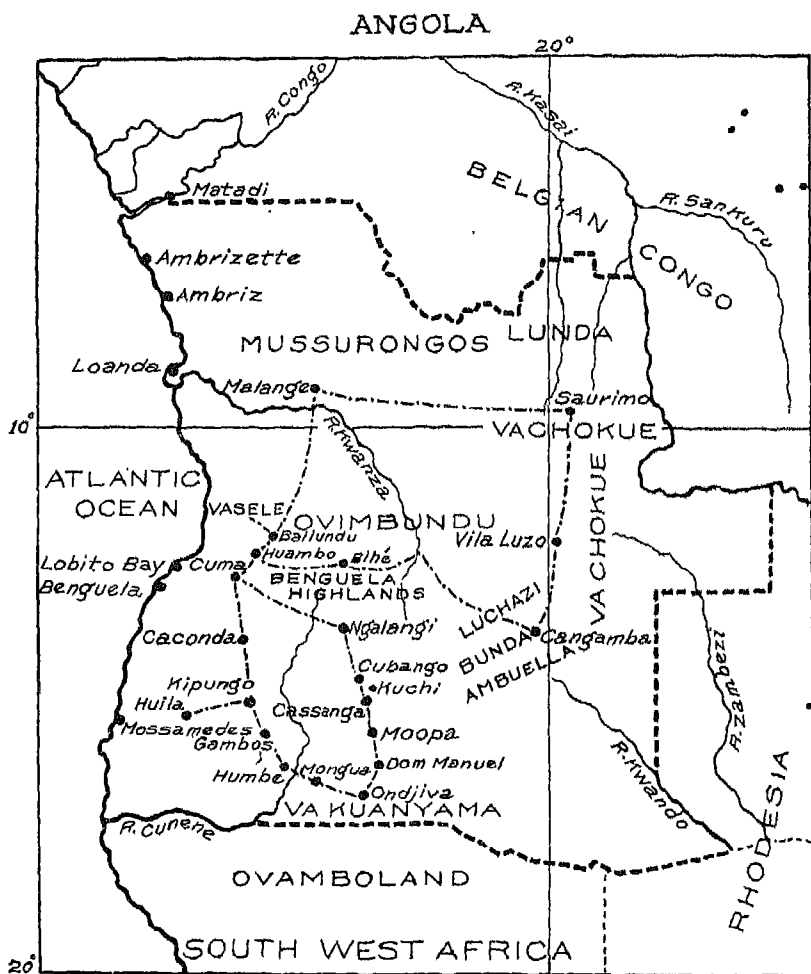 ANGOLA
20°
R. Congo
R. Kasai
Matadi
BELGIAN
CONGO
R. Sankuru
Ambrizette
Ambriz
MUSSURONGOS
LUNDA
Loanda
Malange
Saurimo
10°
VACHOKUE
R. Kwanza
ATLANTIC
OCEAN
VASELE
OVIMBUNDU
VACHOKUE
Bailundu
Vila Luzo
Huambo
Bihé
Lobito Bay
Cuma
BENGUELA
HIGHLANDS
Benguela
LUCHAZI
BUNDA
AMBUELLA
Cangamba
Ngalangi
Caconda
Cubango
Kuchi
Kipungo
Cassanga
Huila
Mossamedes
Gambos
Moopa
R. Zambezi
Humbe
Mongua
Dom Manuel
Ondjiva
R. Kwando
VAKUANYAMA
R. Cunene
RHODESIA
OVAMBOLAND
SOUTH WEST AFRICA
20°